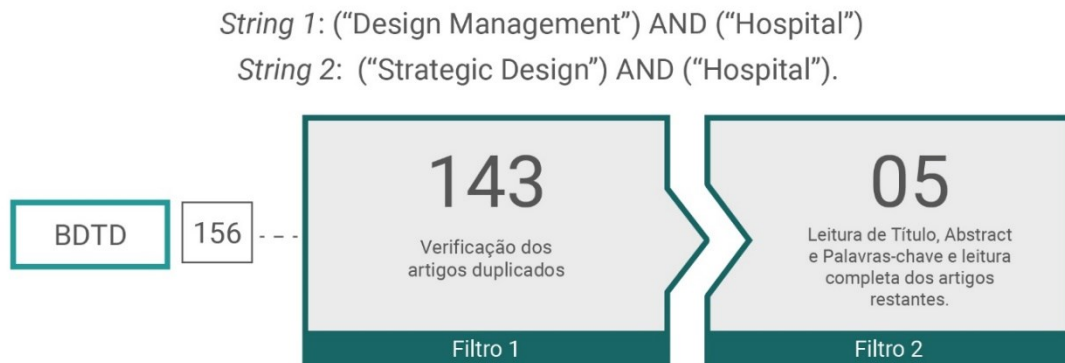 String 1: (“Design Management”) AND (“Hospital”)
String 2: (“Strategic Design”) AND (“Hospital”).
BDTD
156
143
Verificação dos
artigos duplicados
Filtro 1
05
Leitura de Título, Abstract
e Palavras-chave e leitura
completa dos artigos
restantes.
Filtro 2